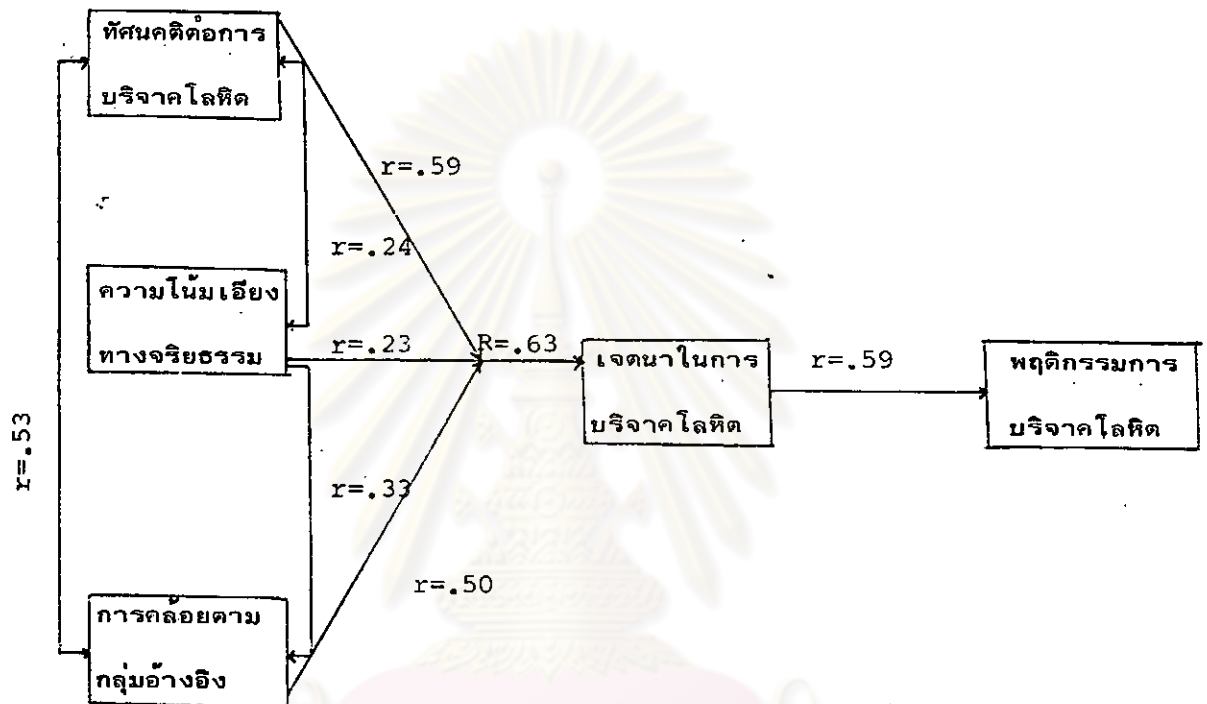 ทัศนคติต่อการ
บริจาคโลหิต
r=.59
r=.24
ความโน้มเอียง
ทางจริยธรรม
r=.23
R=.63
เจตนาในการ
บริจาคโลหิต
r=.59
พฤติกรรมการ
บริจาคโลหิต
r=.53
r=.33
r=.50
การคล้อยตาม
กลุ่มอ้างอิง